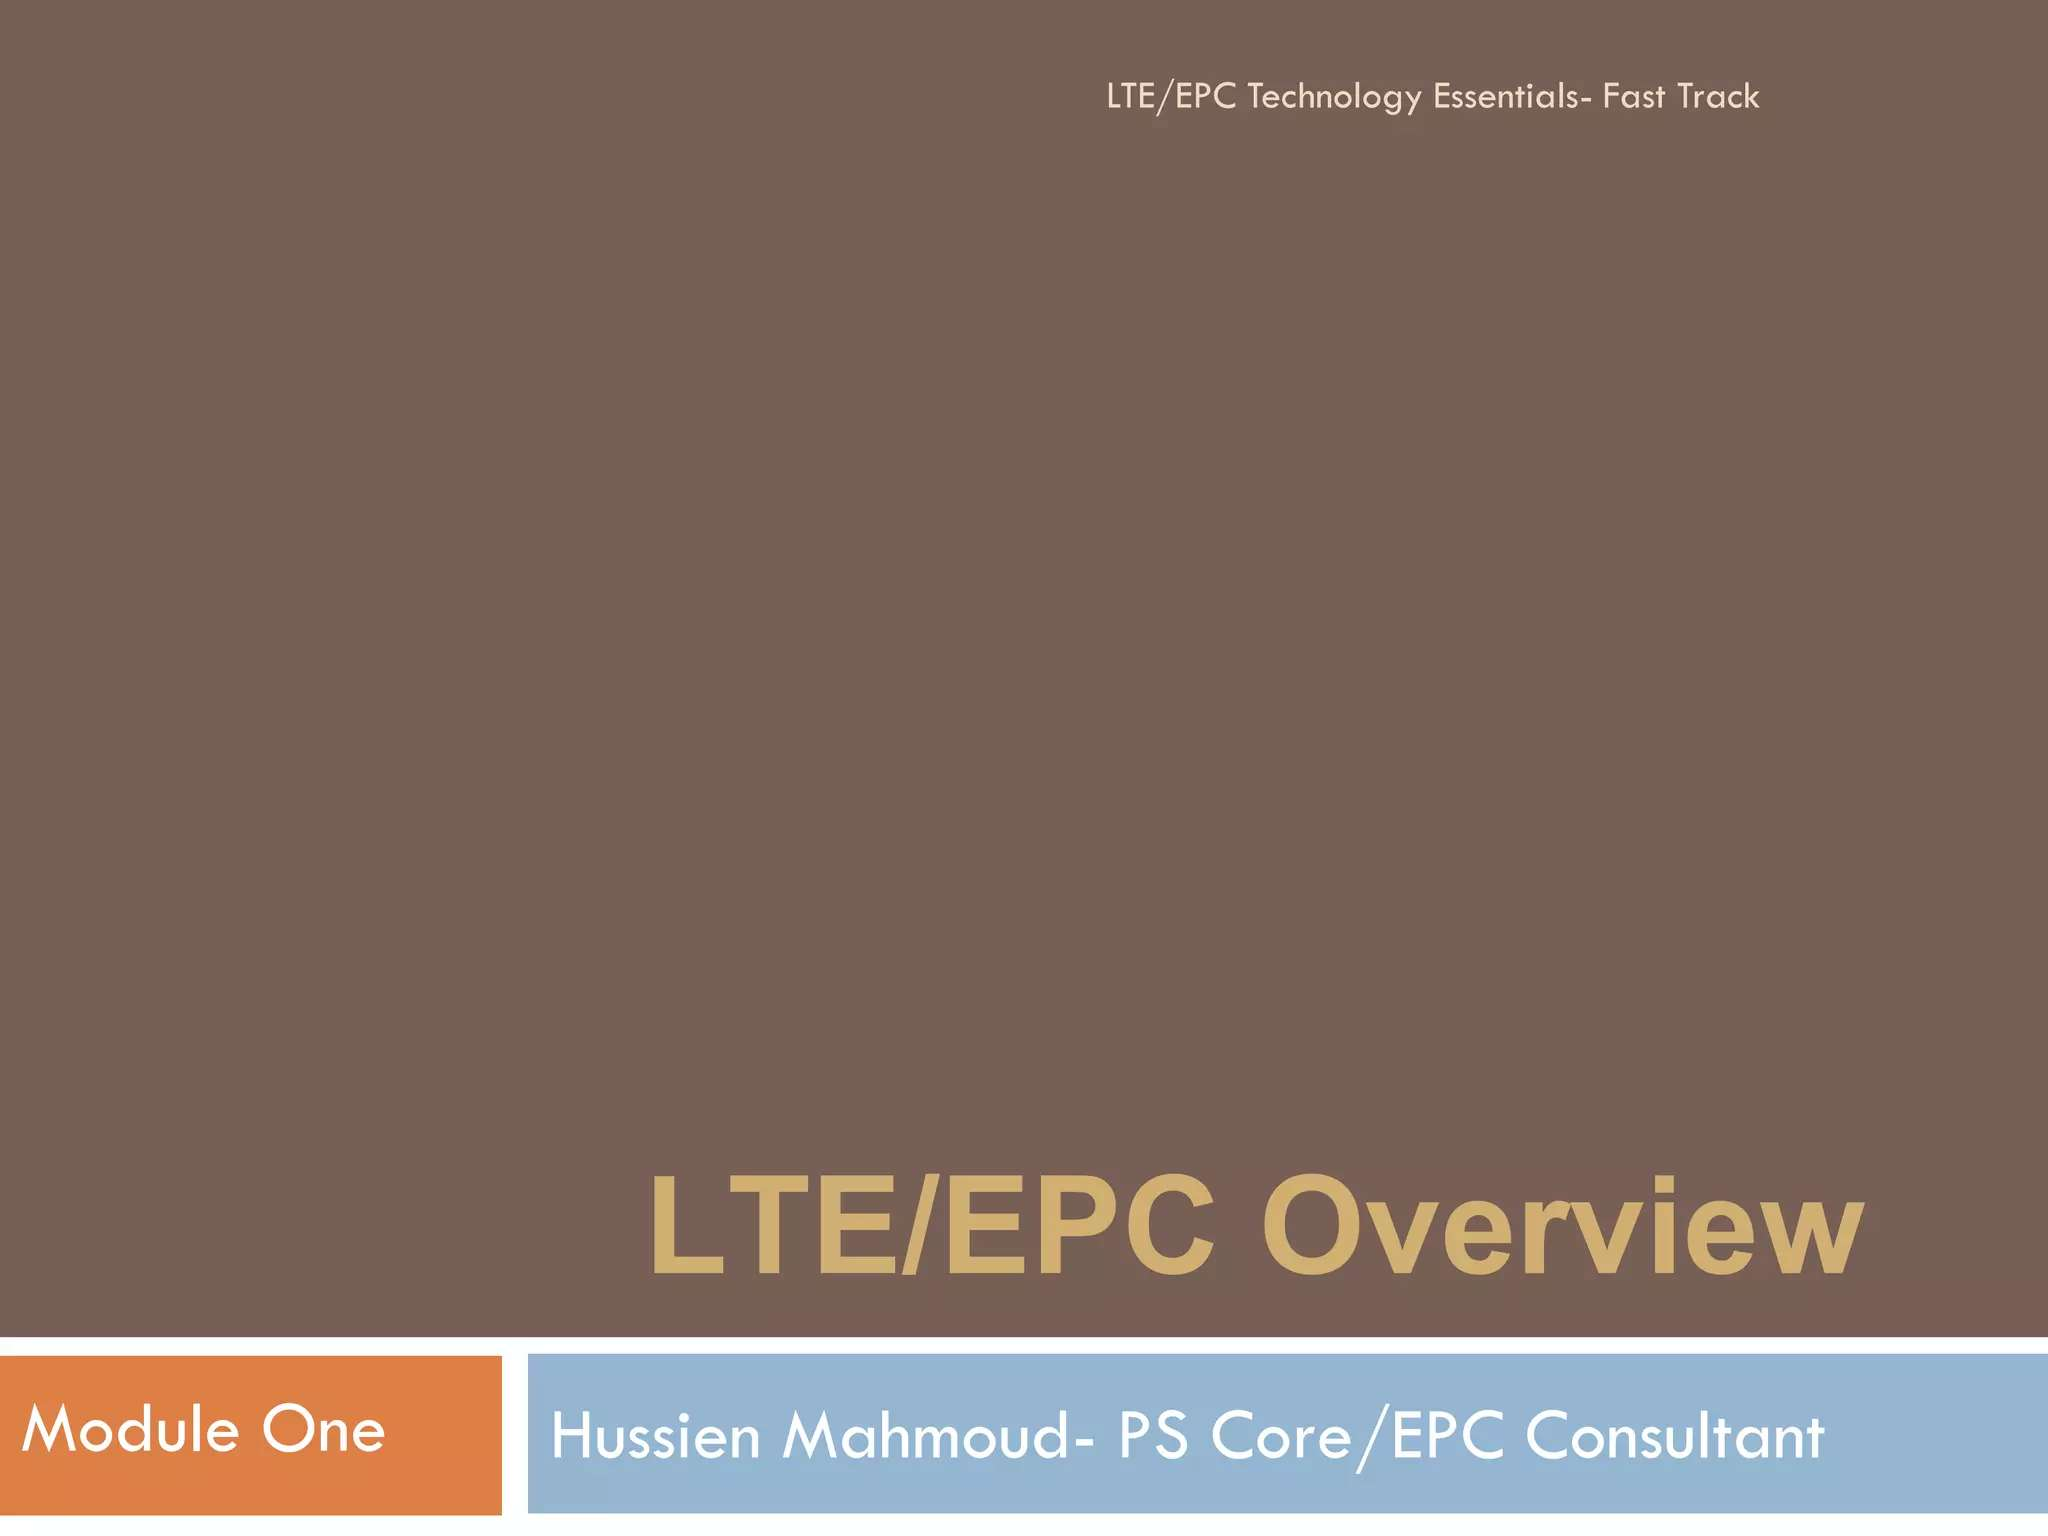 LTE/EPC Technology Essentials- Fast Track
LTE/EPC Overview
Module One
Hussien Mahmoud- PS Core/EPC Consultant